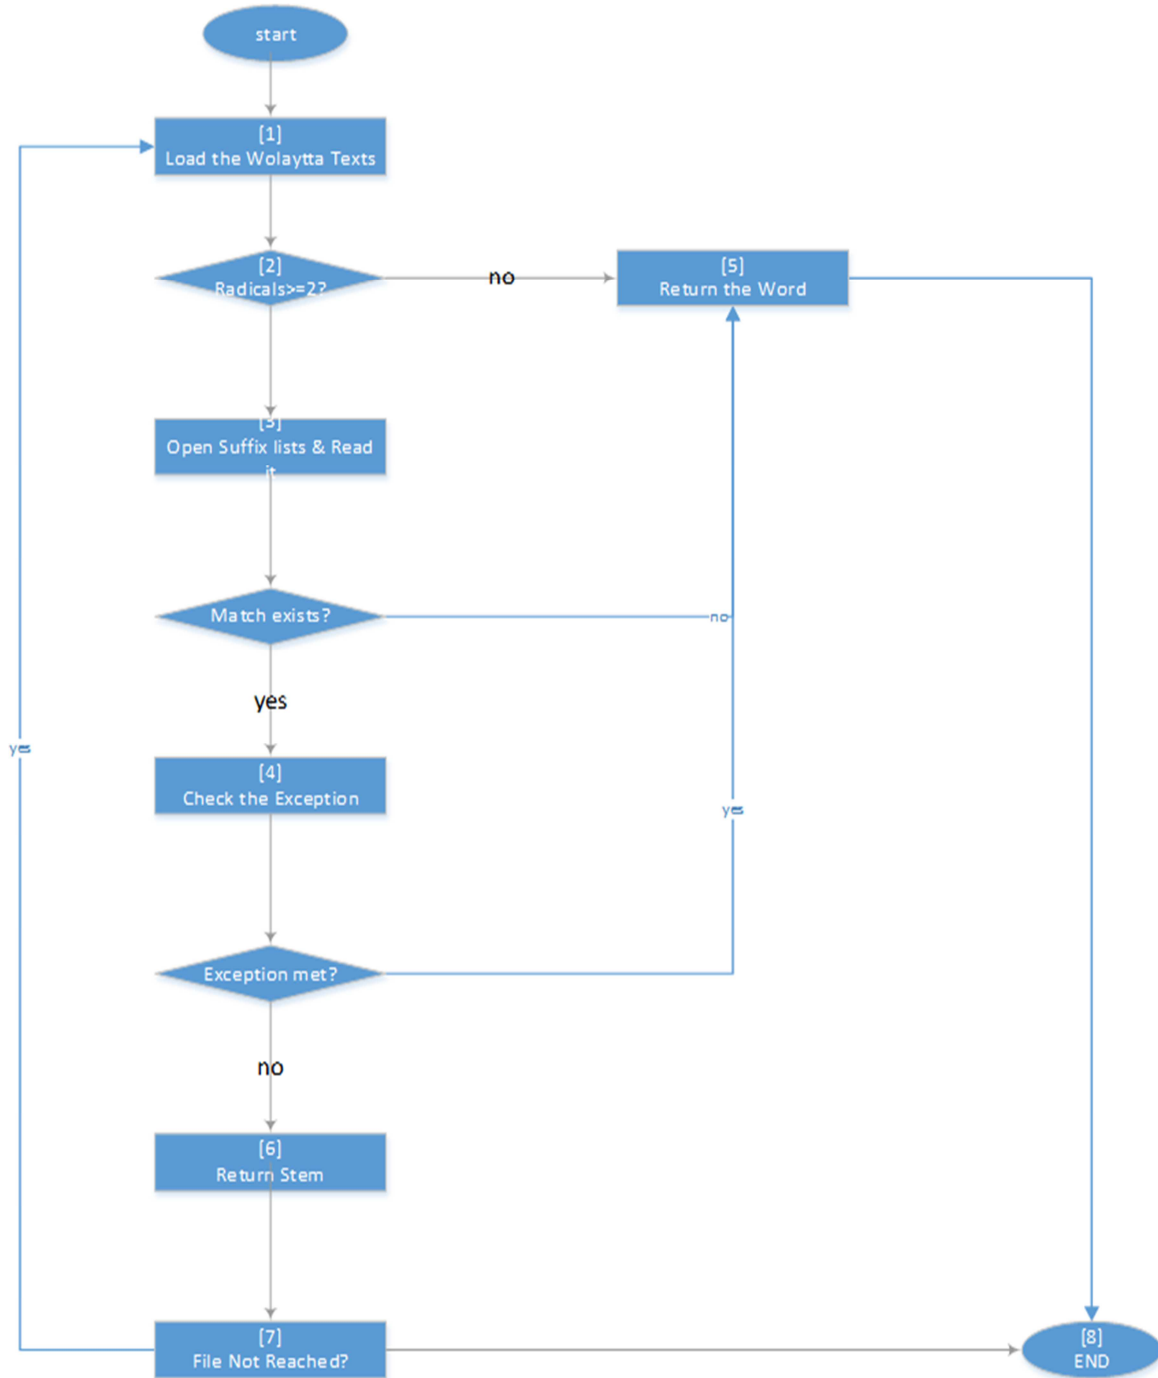 start
[1]
Load the Wolaytta Texts
[2]
Radicals>=2?
no
[5]
Return the Word
[3]
Open Suffix lists & Read
it
Match exists?
no
yes
yes
[4]
Check the Exception
yes
Exception met?
no
[6]
Return Stem
[7]
File Not Reached?
[8]
END